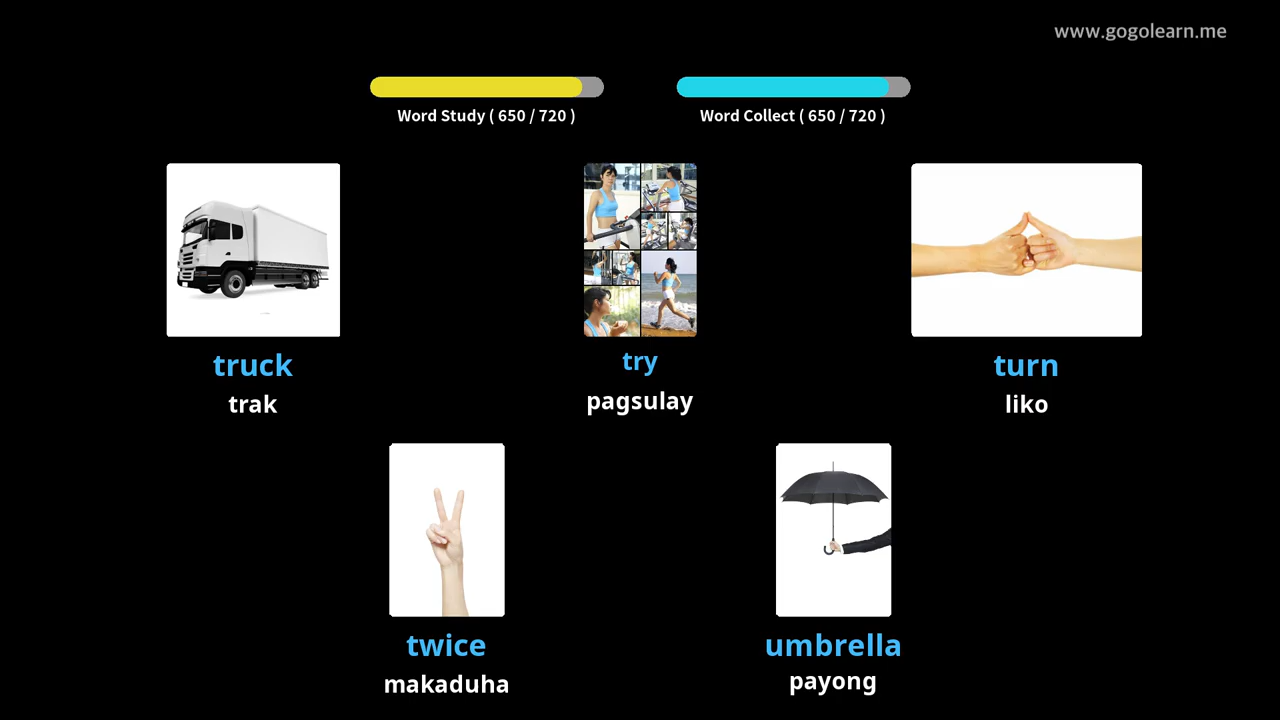 www.gogolearn.me
Word Study ( 650 / 720 )
Word Collect ( 650 / 720 )
truck
trak
try
pagsulay
turn
liko
twice
makaduha
umbrella
payong